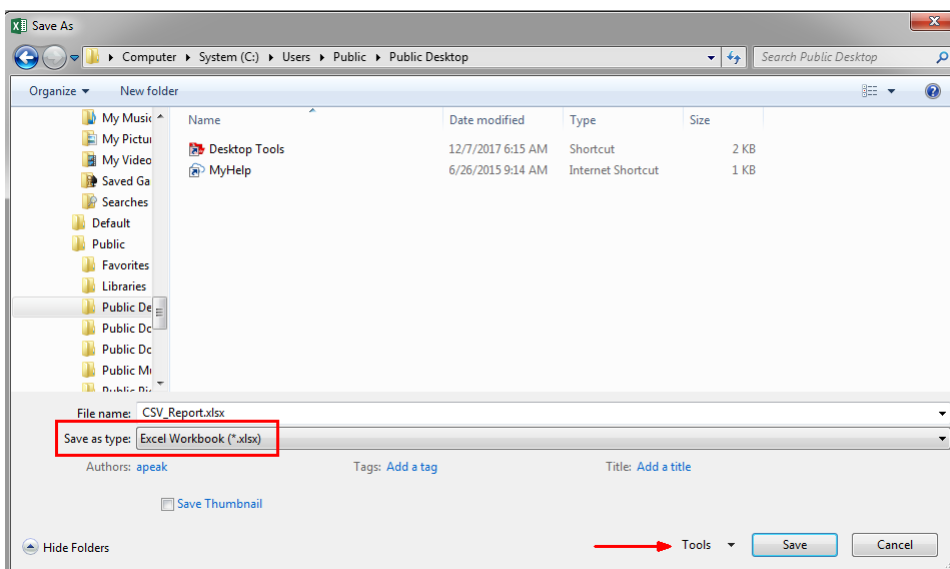 Save As
Computer System (C:) Users Public Public Desktop Search Public Desktop
Organize New folder
My Music Name Date modified Type Size
My Pictur
Desktop Tools 12/7/2017 6:15 AM Shortcut 2 KB
My Video
MyHelp 6/26/2015 9:14 AM Internet Shortcut 1 KB
Saved Ga
Searches
Default
Public
Favorites
Libraries
Public De
Public Do
Public Do
Public Mu
File name: CSV_Report.xlsx
Save as type: Excel Workbook (*.xlsx)
Authors: apeak Tags: Add a tag Title: Add a title
Save Thumbnail
Hide Folders Tools Save Cancel